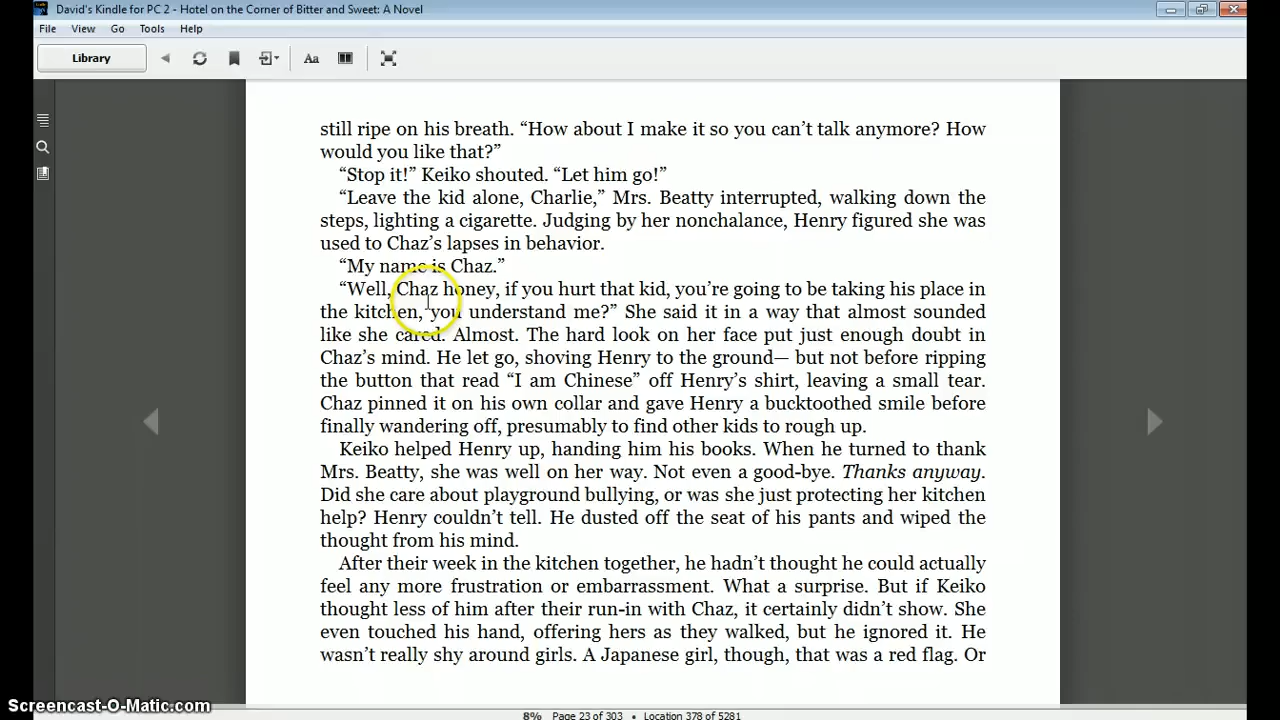 David's Kindle for PC 2 - Hotel on the Corner of Bitter and Sweet: A Novel
File View Go Tools Help
Library Aa
still ripe on his breath. “How about I make it so you can’t talk anymore? How
would you like that?”
“Stop it!” Keiko shouted. “Let him go!”
“Leave the kid alone, Charlie,” Mrs. Beatty interrupted, walking down the
steps, lighting a cigarette. Judging by her nonchalance, Henry figured she was
used to Chaz’s lapses in behavior.
“My name is Chaz.”
“Well, Chaz honey, if you hurt that kid, you’re going to be taking his place in
the kitchen, you understand me?” She said it in a way that almost sounded
like she cared. Almost. The hard look on her face put just enough doubt in
Chaz’s mind. He let go, shoving Henry to the ground— but not before ripping
the button that read “I am Chinese” off Henry’s shirt, leaving a small tear.
Chaz pinned it on his own collar and gave Henry a bucktoothed smile before
finally wandering off, presumably to find other kids to rough up.
Keiko helped Henry up, handing him his books. When he turned to thank
Mrs. Beatty, she was well on her way. Not even a good-bye. Thanks anyway.
Did she care about playground bullying, or was she just protecting her kitchen
help? Henry couldn’t tell. He dusted off the seat of his pants and wiped the
thought from his mind.
After their week in the kitchen together, he hadn’t thought he could actually
feel any more frustration or embarrassment. What a surprise. But if Keiko
thought less of him after their run-in with Chaz, it certainly didn’t show. She
even touched his hand, offering hers as they walked, but he ignored it. He
wasn’t really shy around girls. A Japanese girl, though, that was a red flag. Or
Screencast-O-Matic.com
8% Page 23 of 303 • Location 378 of 5281